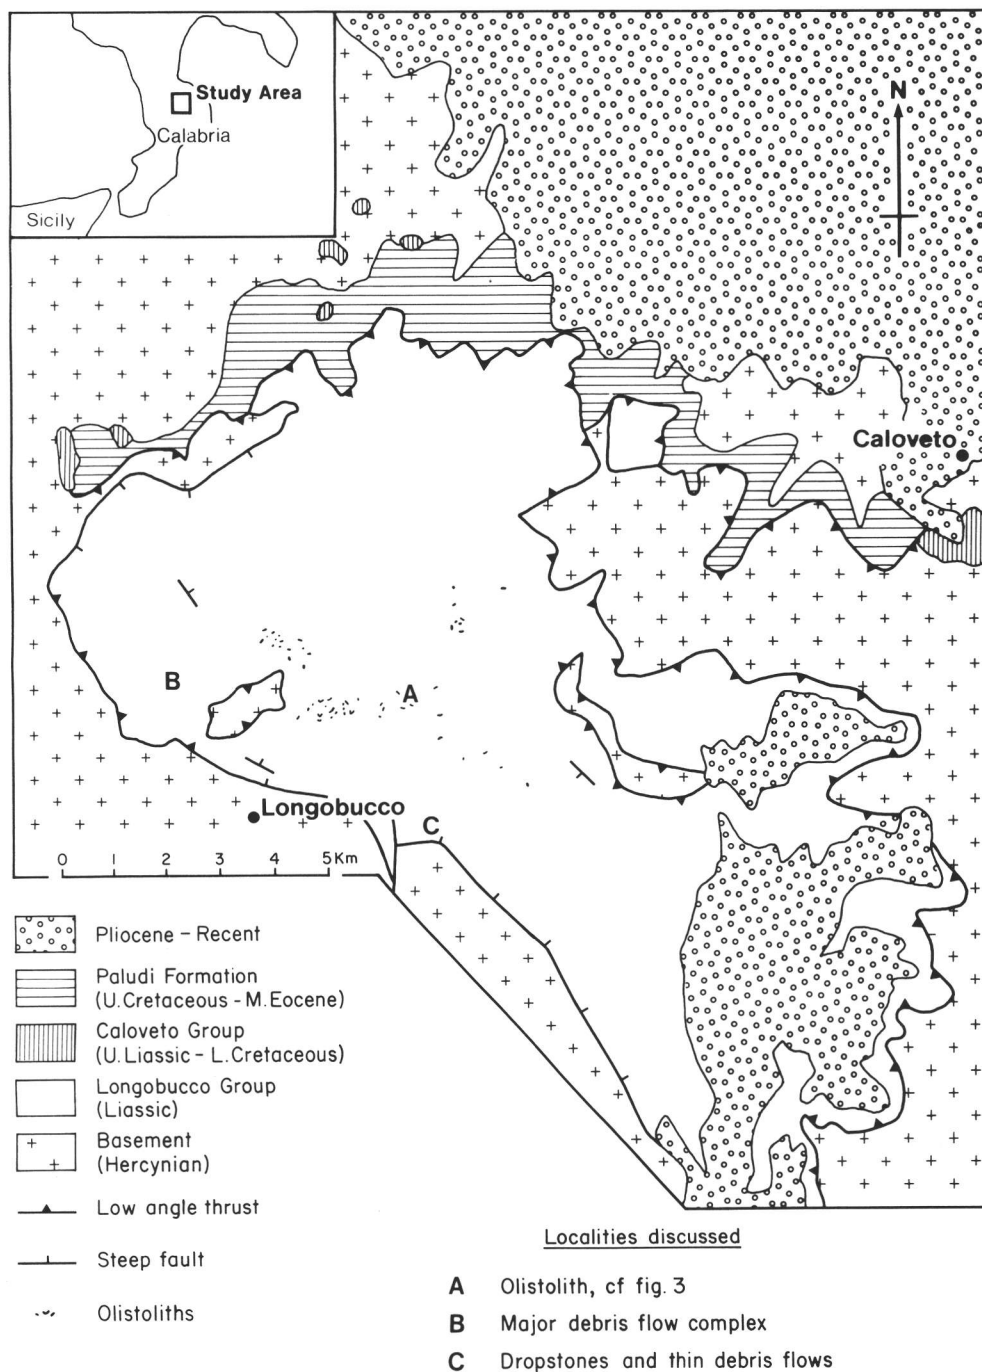 Study Area
Calabria
Sicily
N
Caloveto
B
A
Longobucco
C
0 1 2 3 4 5 Km
Pliocene – Recent
Paludi Formation
(U. Cretaceous – M. Eocene)
Caloveto Group
(U. Liassic – L. Cretaceous)
Longobucco Group
(Liassic)
Basement
(Hercynian)
Low angle thrust
Steep fault
Olistoliths
Localities discussed
A Olistolith, cf fig. 3
B Major debris flow complex
C Dropstones and thin debris flows